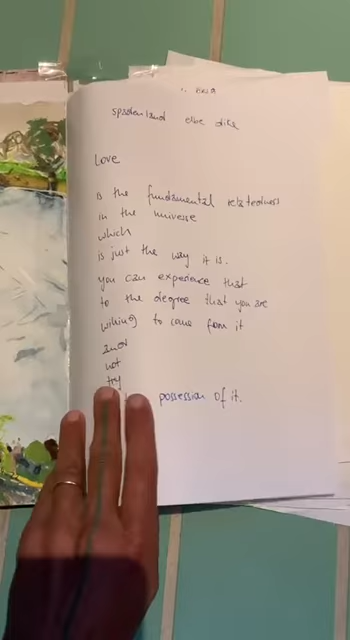 spadenland elbe dike
Love
is the fundamental relatedness
in the universe
which
is just the way it is.
you can experience that
to the degree that you are
willing to come from it
and
not
try
possession of it.